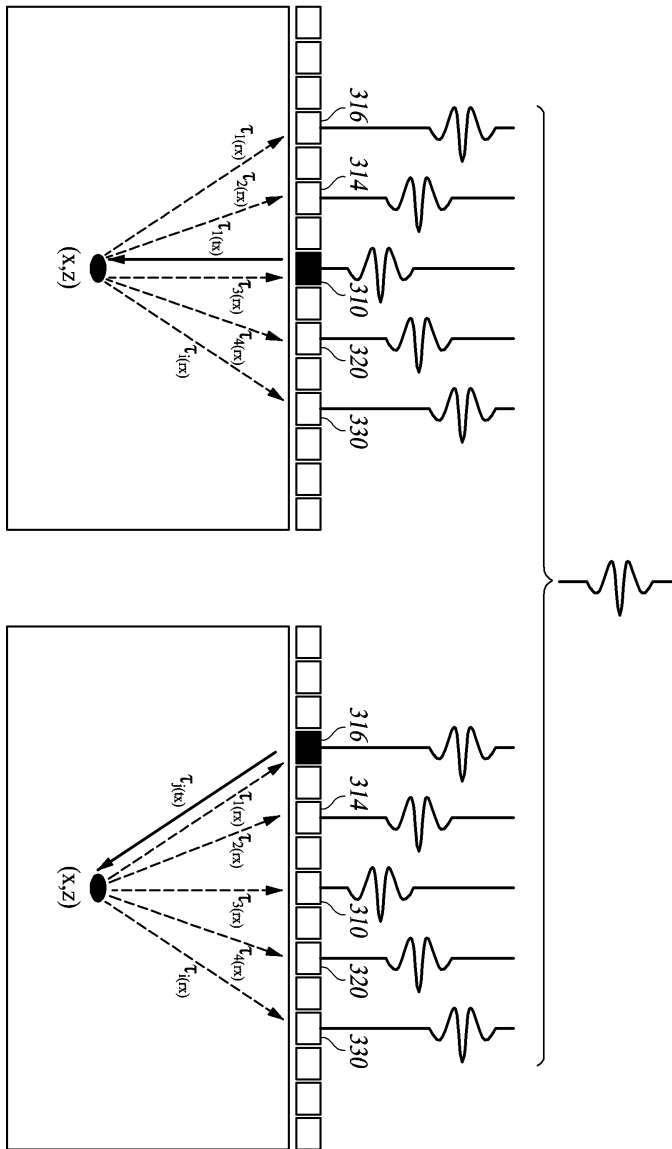 316
314
310
320
330
τ1(rx)
τ2(rx)
τ1(tx)
τ3(rx)
τ4(rx)
τi(rx)
(x,z)
316
314
310
320
330
τj(tx)
τ1(rx)
τ2(rx)
τ3(rx)
τ4(rx)
τi(rx)
(x,z)